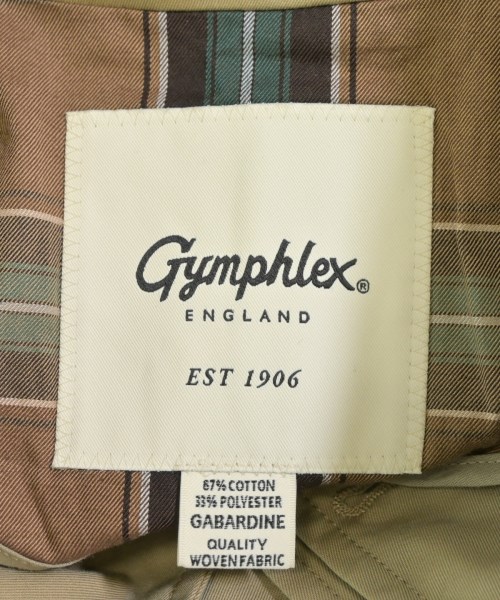 Gymphlex®
ENGLAND
EST 1906
67% COTTON
33% POLYESTER
GABARDINE
QUALITY
WOVEN FABRIC